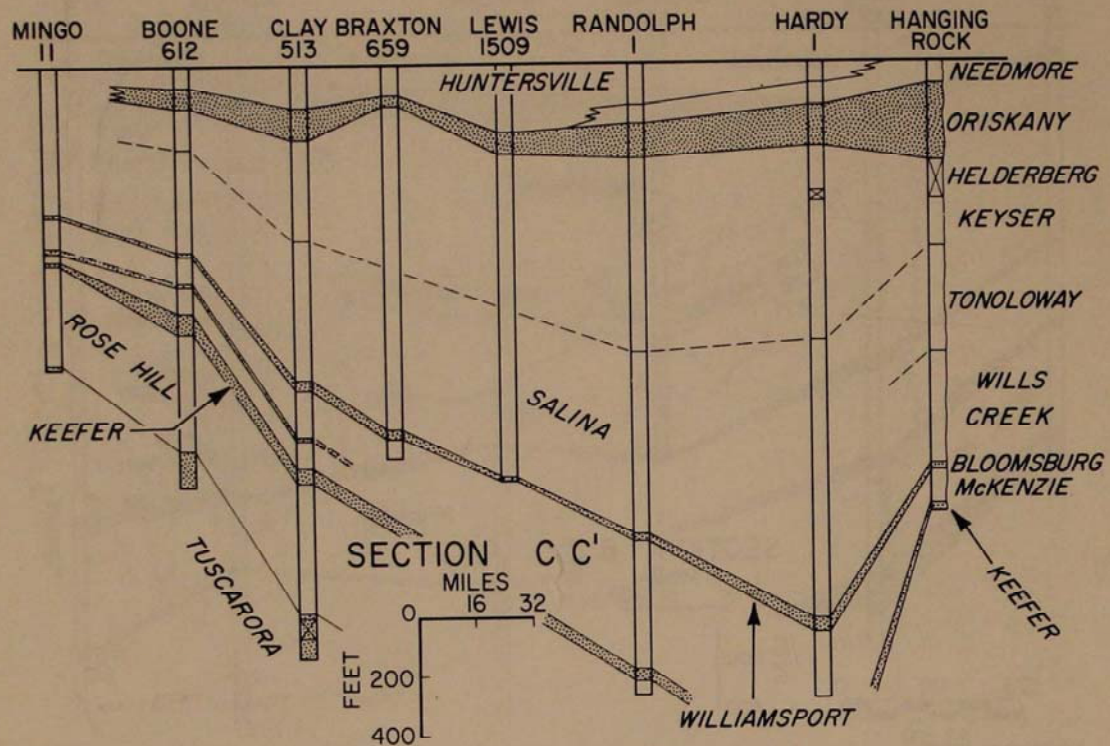 MINGO 11
BOONE 612
CLAY 513
BRAXTON 659
LEWIS 1509
RANDOLPH 1
HARDY 1
HANGING ROCK
HUNTERSVILLE
NEEDMORE
ORISKANY
HELDERBERG
KEYSER
TONOLOWAY
WILLS
CREEK
BLOOMSBURG
McKENZIE
KEEFER
ROSE HILL
KEEFER
SALINA
TUSCARORA
SECTION C C'
MILES
0 16 32
FEET
200
400
WILLIAMSPORT